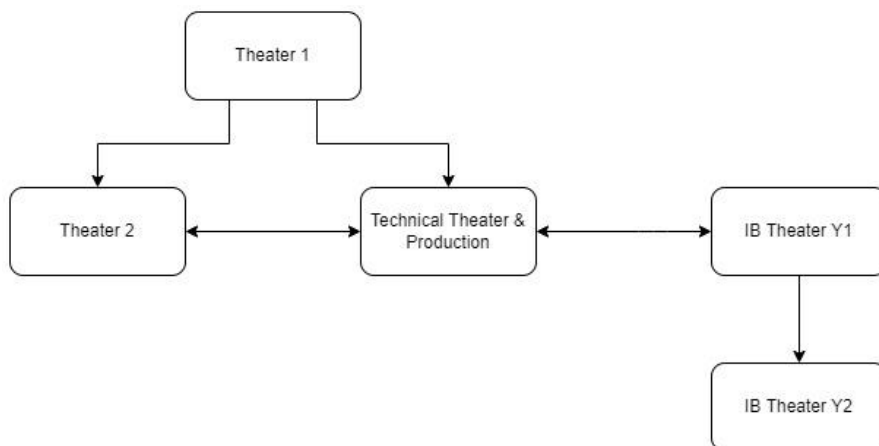 Theater 1
Theater 2
Technical Theater &
Production
IB Theater Y1
IB Theater Y2